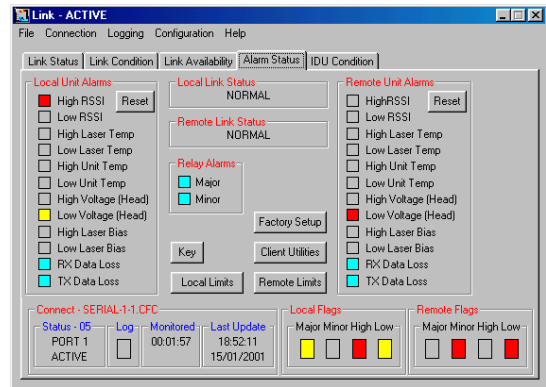 Link - ACTIVE
File Connection Logging Configuration Help
Link Status Link Condition Link Availability Alarm Status IDU Condition
Local Unit Alarms
High RSSI Reset
Low RSSI
High Laser Temp
Low Laser Temp
High Unit Temp
Low Unit Temp
High Voltage (Head)
Low Voltage (Head)
High Laser Bias
Low Laser Bias
RX Data Loss
TX Data Loss
Local Link Status
NORMAL
Remote Link Status
NORMAL
Relay Alarms
Major
Minor
Factory Setup
Key Client Utilities
Local Limits Remote Limits
Remote Unit Alarms
HighRSSI Reset
Low RSSI
High Laser Temp
Low Laser Temp
High Unit Temp
Low Unit Temp
High Voltage (Head)
Low Voltage (Head)
High Laser Bias
Low Laser Bias
RX Data Loss
TX Data Loss
Connect - SERIAL-1-1.CFC
Status - 05 Log Monitored Last Update
PORT 1 00:01:57 18:52:11
ACTIVE 15/01/2001
Local Flags
Major Minor High Low
Remote Flags
Major Minor High Low